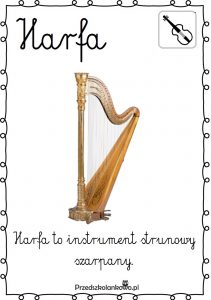 Harfa
Harfa to instrument strunowy
szarpany.
Przedszkolankowo.pl